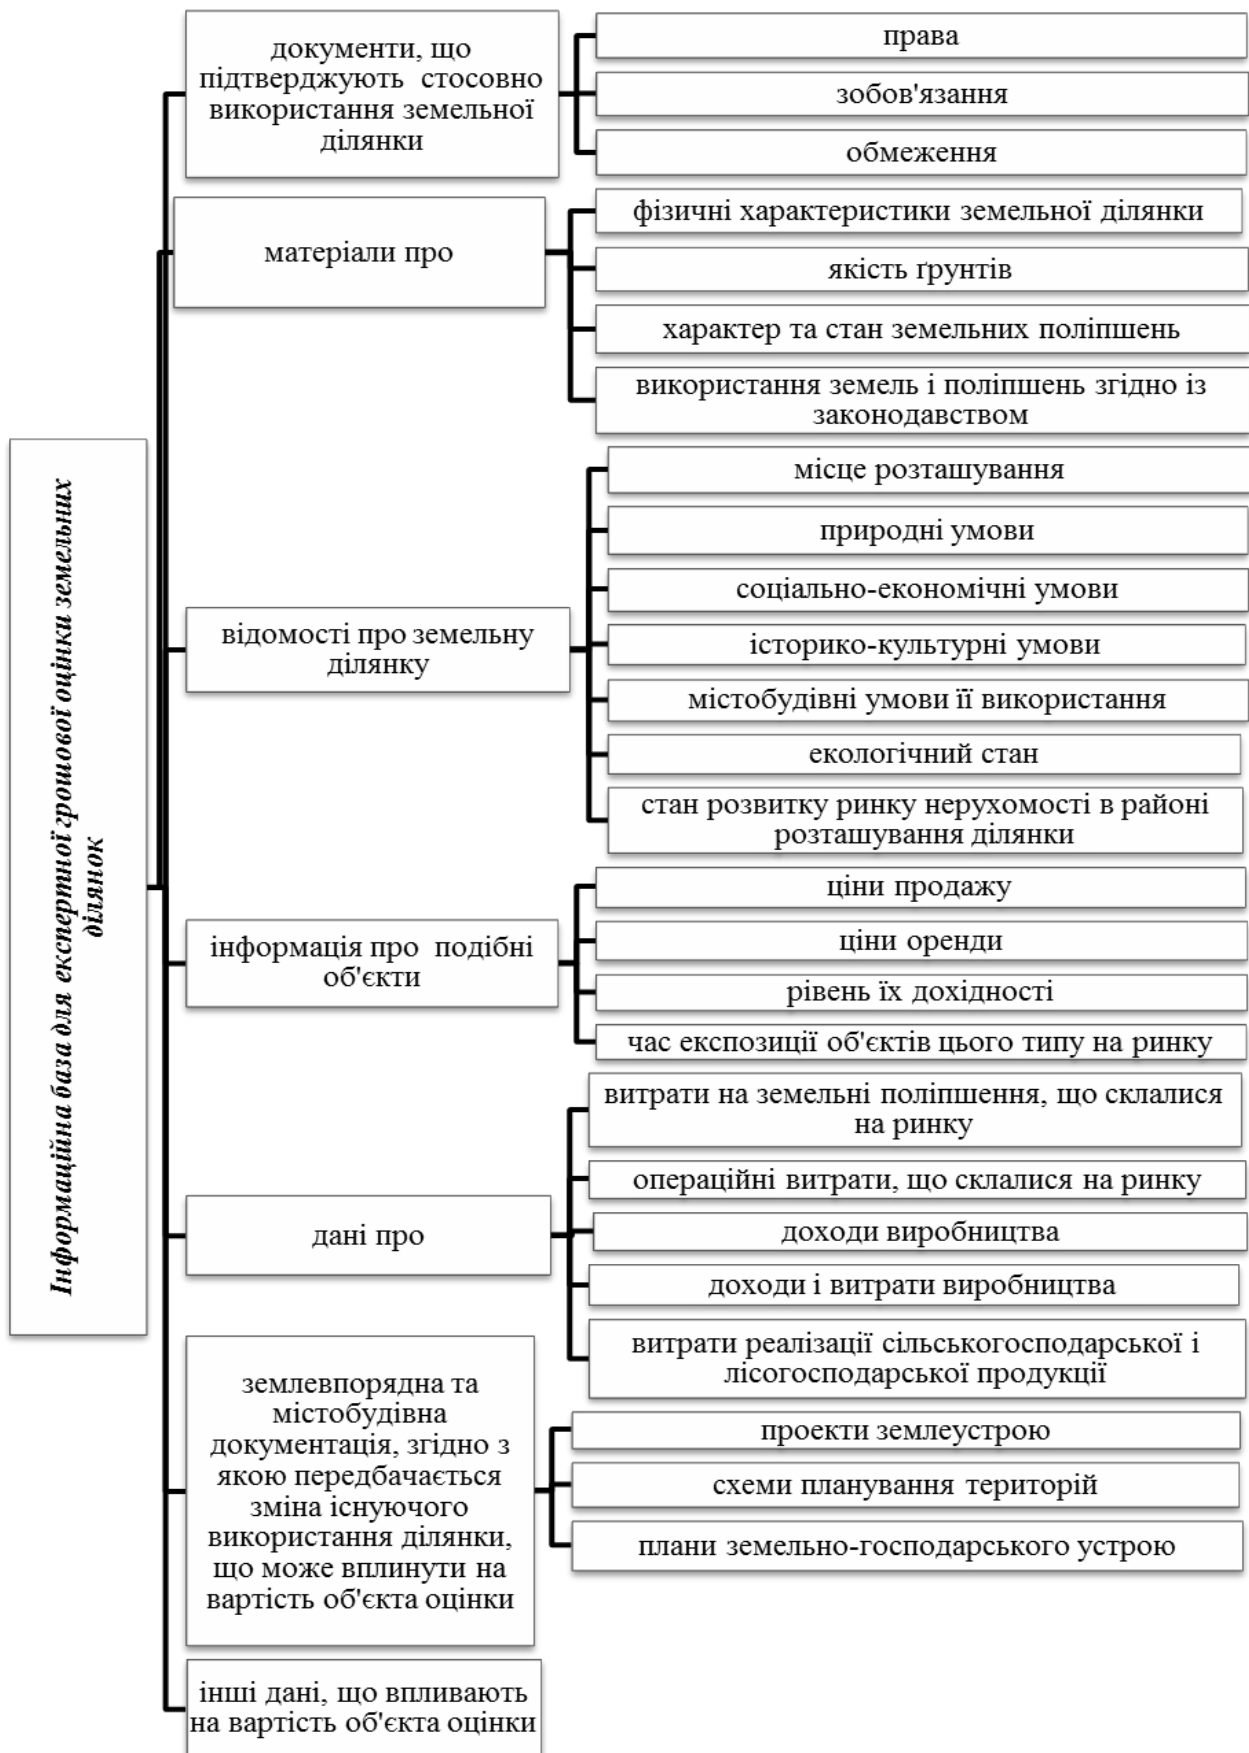 Інформаційна база для експертної грошової оцінки земельних
ділянок
документи, що
підтверджують стосовно
використання земельної
ділянки
права
зобов'язання
обмеження
матеріали про
фізичні характеристики земельної ділянки
якість ґрунтів
характер та стан земельних поліпшень
використання земель і поліпшень згідно із
законодавством
відомості про земельну
ділянку
місце розташування
природні умови
соціально-економічні умови
історико-культурні умови
містобудівні умови її використання
екологічний стан
стан розвитку ринку нерухомості в районі
розташування ділянки
інформація про подібні
об'єкти
ціни продажу
ціни оренди
рівень їх дохідності
час експозиції об'єктів цього типу на ринку
дані про
витрати на земельні поліпшення, що склалися
на ринку
операційні витрати, що склалися на ринку
доходи виробництва
доходи і витрати виробництва
витрати реалізації сільськогосподарської і
лісогосподарської продукції
землевпорядна та
містобудівна
документація, згідно з
якою передбачається
зміна існуючого
використання ділянки,
що може вплинути на
вартість об'єкта оцінки
проекти землеустрою
схеми планування територій
плани земельно-господарського устрою
інші дані, що впливають
на вартість об'єкта оцінки